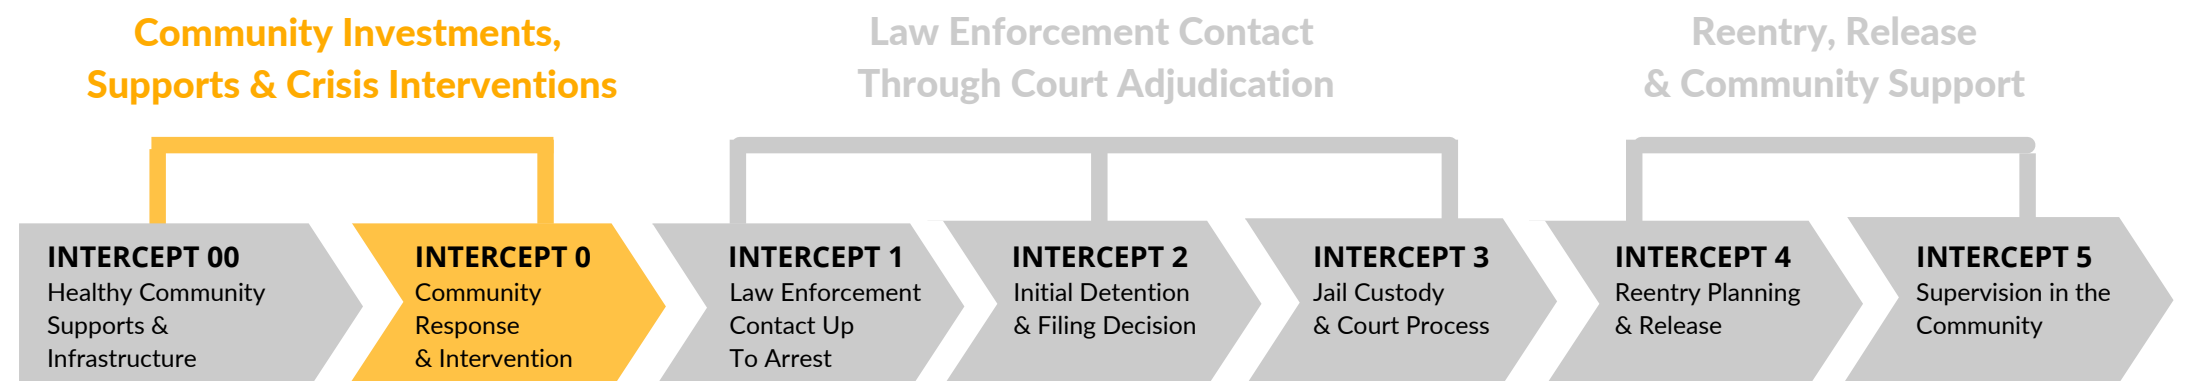 Community Investments,
Supports & Crisis Interventions
Law Enforcement Contact
Through Court Adjudication
Reentry, Release
& Community Support
INTERCEPT 00
Healthy Community
Supports &
Infrastructure
INTERCEPT 0
Community
Response
& Intervention
INTERCEPT 1
Law Enforcement
Contact Up
To Arrest
INTERCEPT 2
Initial Detention
& Filing Decision
INTERCEPT 3
Jail Custody
& Court Process
INTERCEPT 4
Reentry Planning
& Release
INTERCEPT 5
Supervision in the
Community